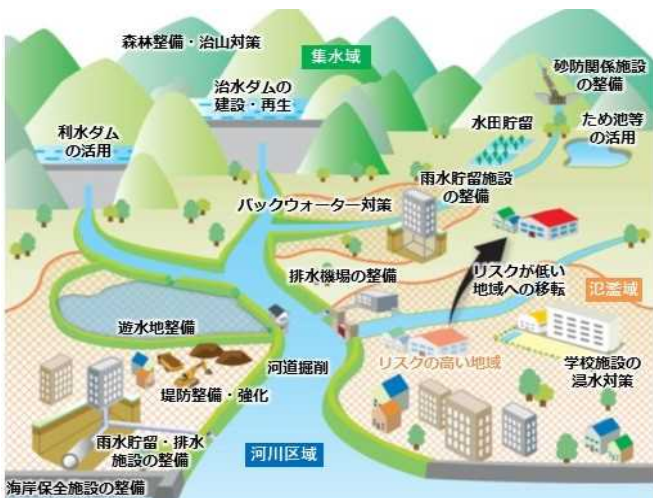 森林整備・治山対策
集水域
砂防関係施設
の整備
治水ダムの
建設・再生
水田貯留
ため池等
の活用
利水ダム
の活用
雨水貯留施設
の整備
バックウォーター対策
排水機場の整備
リスクが低い
地域への移転
氾濫域
遊水地整備
河道掘削
リスクの高い地域
学校施設の
浸水対策
堤防整備・強化
雨水貯留・排水
施設の整備
河川区域
海岸保全施設の整備